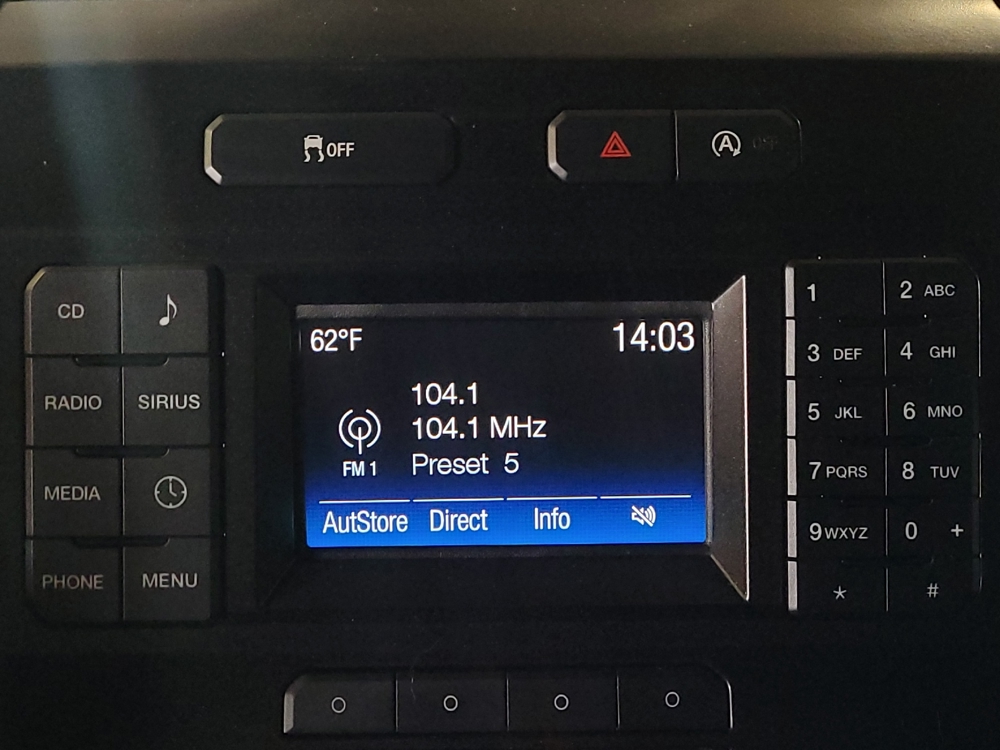 OFF
A OFF
CD
RADIO SIRIUS
MEDIA
PHONE MENU
62°F 14:03
104.1
104.1 MHz
FM 1
Preset 5
AutStore Direct Info
1 2 ABC
3 DEF 4 GHI
5 JKL 6 MNO
7 PQRS 8 TUV
9 WXYZ 0 +
* #